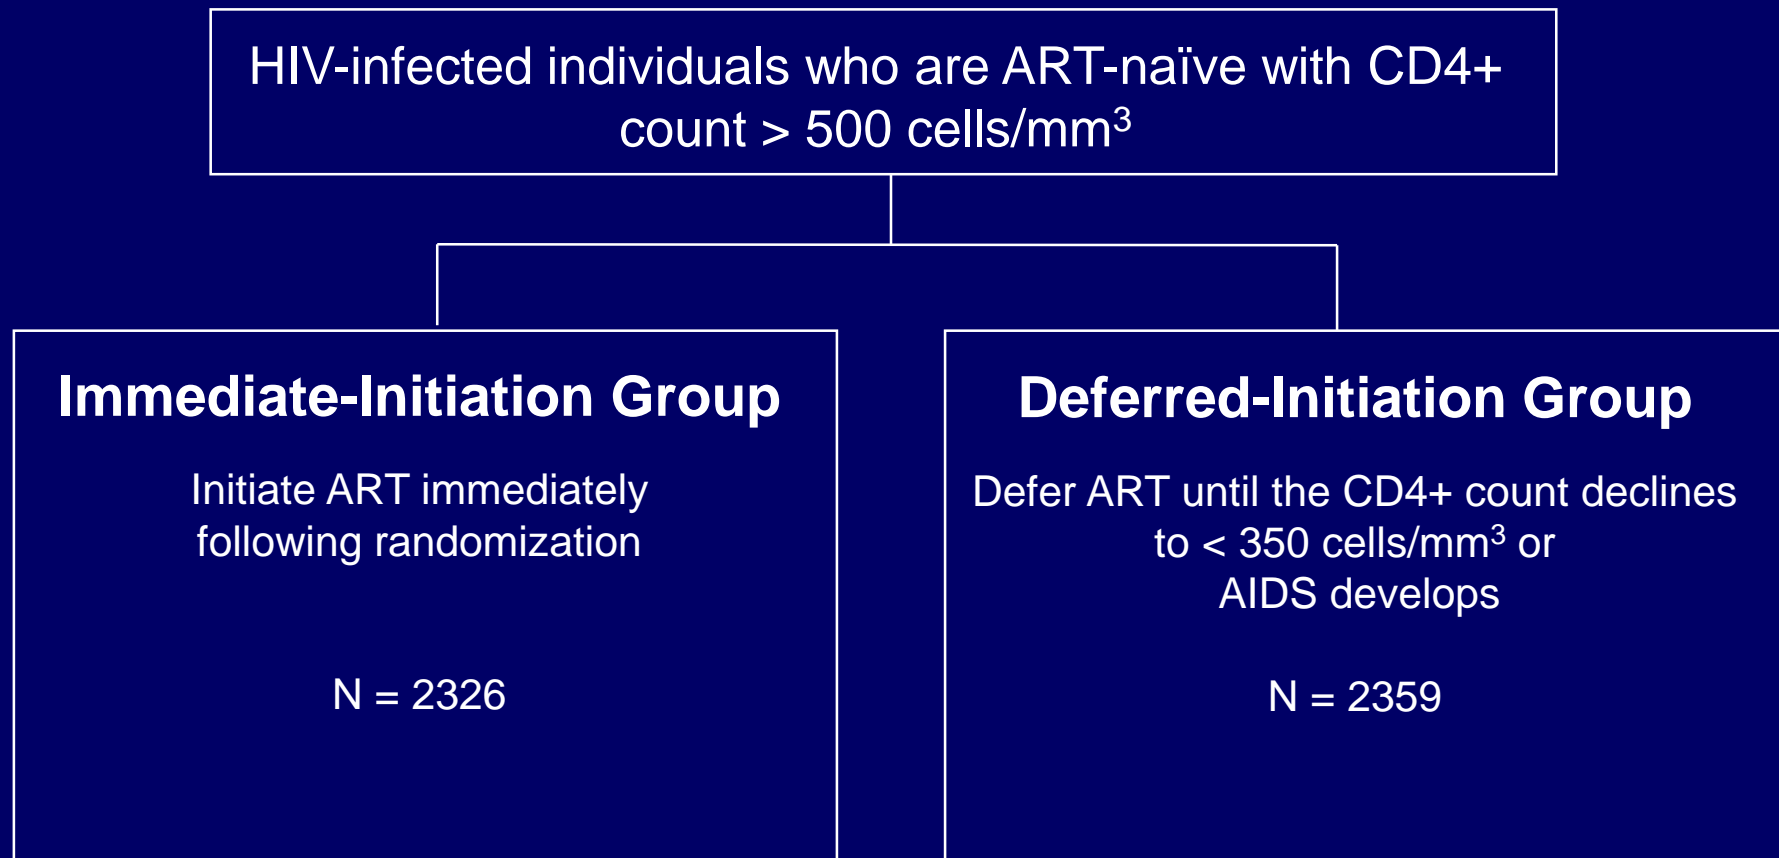 HIV-infected individuals who are ART-naïve with CD4+
count > 500 cells/mm³
Immediate-Initiation Group
Initiate ART immediately
following randomization
N = 2326
Deferred-Initiation Group
Defer ART until the CD4+ count declines
to < 350 cells/mm³ or
AIDS develops
N = 2359